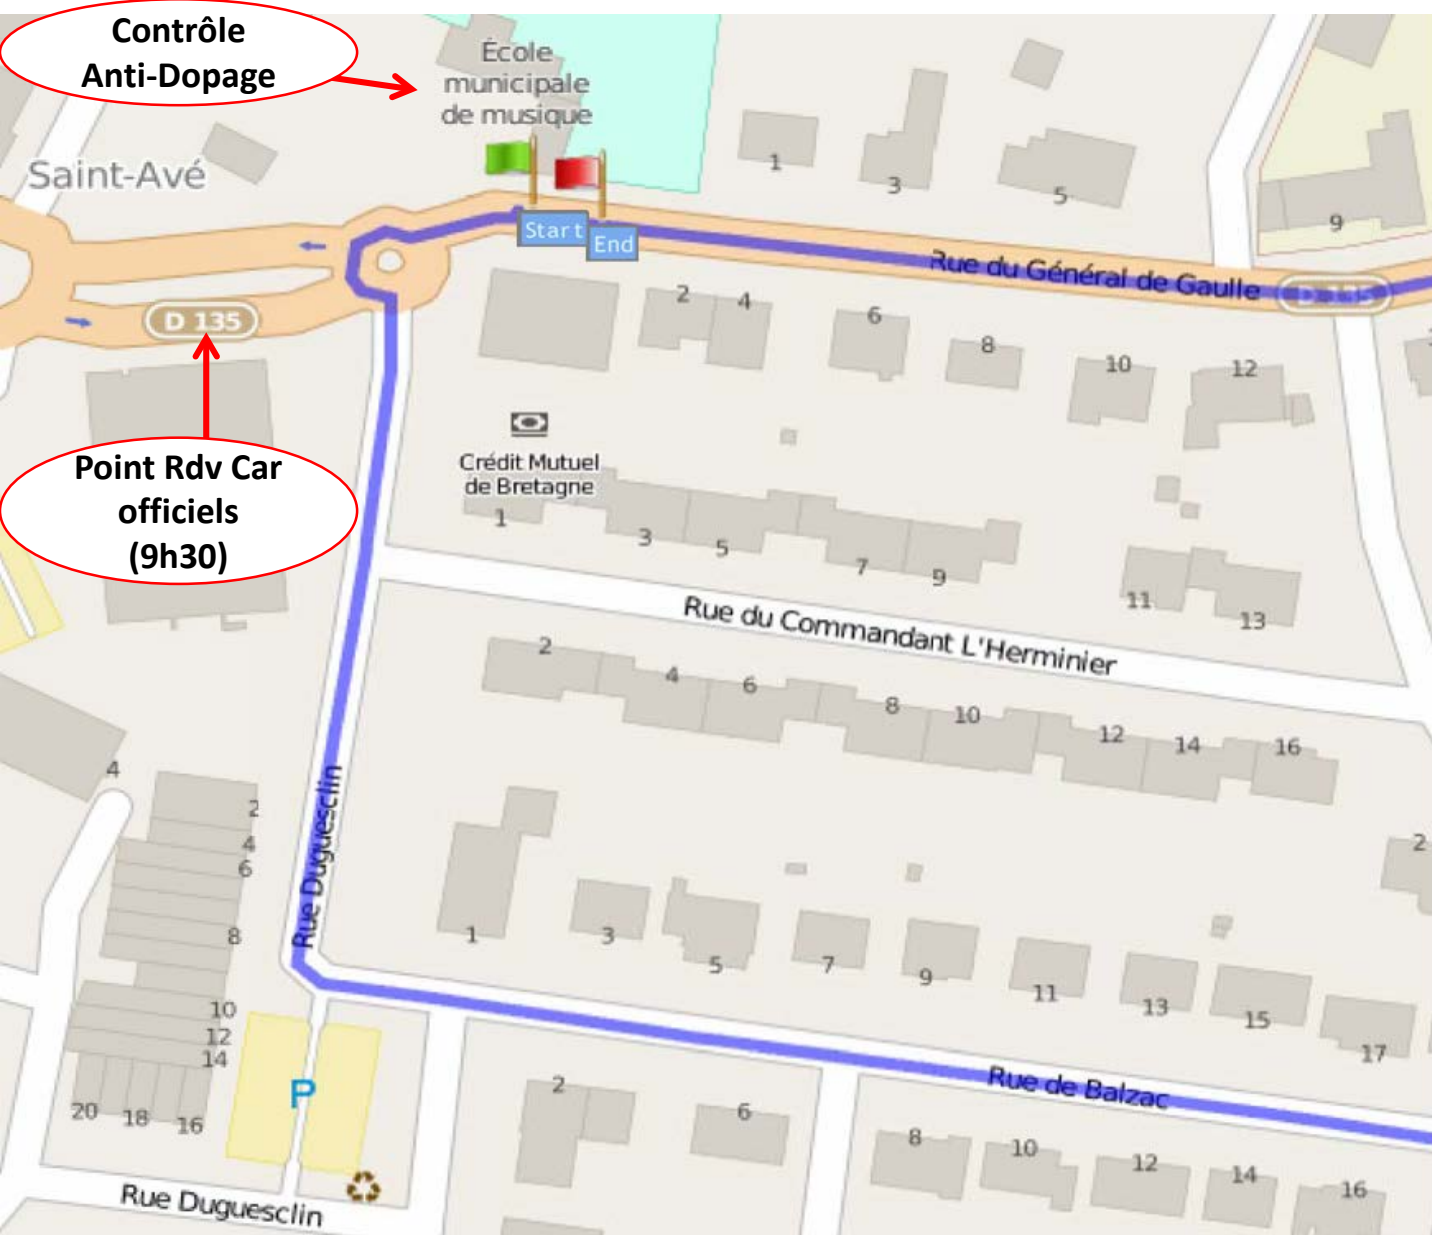 Contrôle
Anti-Dopage
École
municipale
de musique
Saint-Avé
Start
End
1
3
5
9
Rue du Général de Gaulle
D 135
D 135
2
4
6
8
10
12
Point Rdv Car
officiels
(9h30)
Crédit Mutuel
de Bretagne
1
3
5
7
9
11
13
Rue du Commandant L'Herminier
2
4
6
8
10
12
14
16
4
2
4
6
8
10
12
14
20
18
16
Rue Duguesclin
2
1
3
5
7
9
11
13
15
17
P
Rue de Balzac
2
6
8
10
12
14
16
Rue Duguesclin